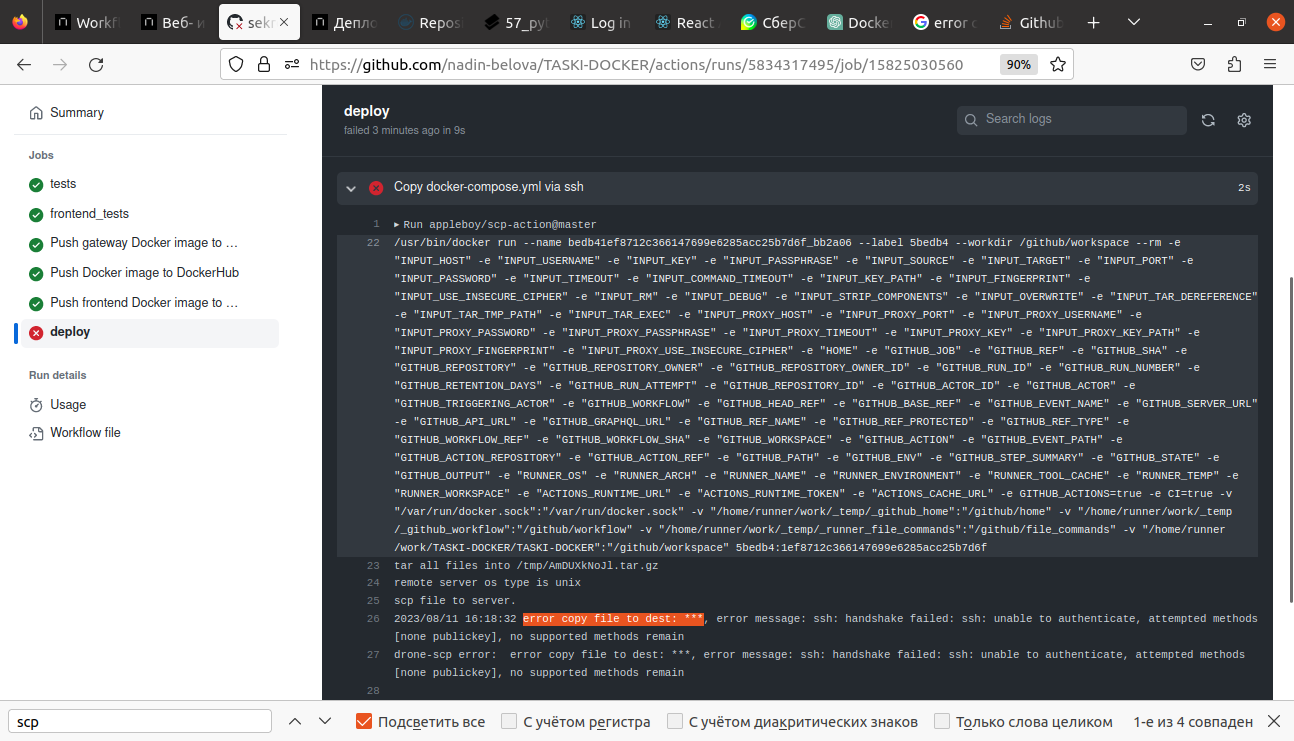 Workf
Веб- и
sekr
Депло
Repos
57_pyt
Log in
React
СберС
Docke
error c
Github
https://github.com/nadin-belova/TASKI-DOCKER/actions/runs/5834317495/job/15825030560
90%
Summary
Jobs
tests
frontend_tests
Push gateway Docker image to …
Push Docker image to DockerHub
Push frontend Docker image to …
deploy
Run details
Usage
Workflow file
deploy
failed 3 minutes ago in 9s
Search logs
Copy docker-compose.yml via ssh
2s
1 ▸ Run appleboy/scp-action@master
22 /usr/bin/docker run --name bedb41ef8712c366147699e6285acc25b7d6f_bb2a06 --label 5bedb4 --workdir /github/workspace --rm -e
"INPUT_HOST" -e "INPUT_USERNAME" -e "INPUT_KEY" -e "INPUT_PASSPHRASE" -e "INPUT_SOURCE" -e "INPUT_TARGET" -e "INPUT_PORT" -e
"INPUT_PASSWORD" -e "INPUT_TIMEOUT" -e "INPUT_COMMAND_TIMEOUT" -e "INPUT_KEY_PATH" -e "INPUT_FINGERPRINT" -e
"INPUT_USE_INSECURE_CIPHER" -e "INPUT_RM" -e "INPUT_DEBUG" -e "INPUT_STRIP_COMPONENTS" -e "INPUT_OVERWRITE" -e "INPUT_TAR_DEREFERENCE"
-e "INPUT_TAR_TMP_PATH" -e "INPUT_TAR_EXEC" -e "INPUT_PROXY_HOST" -e "INPUT_PROXY_PORT" -e "INPUT_PROXY_USERNAME" -e
"INPUT_PROXY_PASSWORD" -e "INPUT_PROXY_PASSPHRASE" -e "INPUT_PROXY_TIMEOUT" -e "INPUT_PROXY_KEY" -e "INPUT_PROXY_KEY_PATH" -e
"INPUT_PROXY_FINGERPRINT" -e "INPUT_PROXY_USE_INSECURE_CIPHER" -e "HOME" -e "GITHUB_JOB" -e "GITHUB_REF" -e "GITHUB_SHA" -e
"GITHUB_REPOSITORY" -e "GITHUB_REPOSITORY_OWNER" -e "GITHUB_REPOSITORY_OWNER_ID" -e "GITHUB_RUN_ID" -e "GITHUB_RUN_NUMBER" -e
"GITHUB_RETENTION_DAYS" -e "GITHUB_RUN_ATTEMPT" -e "GITHUB_REPOSITORY_ID" -e "GITHUB_ACTOR_ID" -e "GITHUB_ACTOR" -e
"GITHUB_TRIGGERING_ACTOR" -e "GITHUB_WORKFLOW" -e "GITHUB_HEAD_REF" -e "GITHUB_BASE_REF" -e "GITHUB_EVENT_NAME" -e "GITHUB_SERVER_URL"
-e "GITHUB_API_URL" -e "GITHUB_GRAPHQL_URL" -e "GITHUB_REF_NAME" -e "GITHUB_REF_PROTECTED" -e "GITHUB_REF_TYPE" -e
"GITHUB_WORKFLOW_REF" -e "GITHUB_WORKFLOW_SHA" -e "GITHUB_WORKSPACE" -e "GITHUB_ACTION" -e "GITHUB_EVENT_PATH" -e
"GITHUB_ACTION_REPOSITORY" -e "GITHUB_ACTION_REF" -e "GITHUB_PATH" -e "GITHUB_ENV" -e "GITHUB_STEP_SUMMARY" -e "GITHUB_STATE" -e
"GITHUB_OUTPUT" -e "RUNNER_OS" -e "RUNNER_ARCH" -e "RUNNER_NAME" -e "RUNNER_ENVIRONMENT" -e "RUNNER_TOOL_CACHE" -e "RUNNER_TEMP" -e
"RUNNER_WORKSPACE" -e "ACTIONS_RUNTIME_URL" -e "ACTIONS_RUNTIME_TOKEN" -e "ACTIONS_CACHE_URL" -e GITHUB_ACTIONS=true -e CI=true -v
"/var/run/docker.sock":"/var/run/docker.sock" -v "/home/runner/work/_temp/_github_home":"/github/home" -v "/home/runner/work/_temp
/_github_workflow":"/github/workflow" -v "/home/runner/work/_temp/_runner_file_commands":"/github/file_commands" -v "/home/runner
/work/TASKI-DOCKER/TASKI-DOCKER":"/github/workspace" 5bedb4:1ef8712c366147699e6285acc25b7d6f
23 tar all files into /tmp/AmDUXkNoJl.tar.gz
24 remote server os type is unix
25 scp file to server.
26 2023/08/11 16:18:32 error copy file to dest: ***, error message: ssh: handshake failed: ssh: unable to authenticate, attempted methods
[none publickey], no supported methods remain
27 drone-scp error:  error copy file to dest: ***, error message: ssh: handshake failed: ssh: unable to authenticate, attempted methods
[none publickey], no supported methods remain
28
scp
Подсветить все
С учётом регистра
С учётом диакритических знаков
Только слова целиком
1-е из 4 совпаден